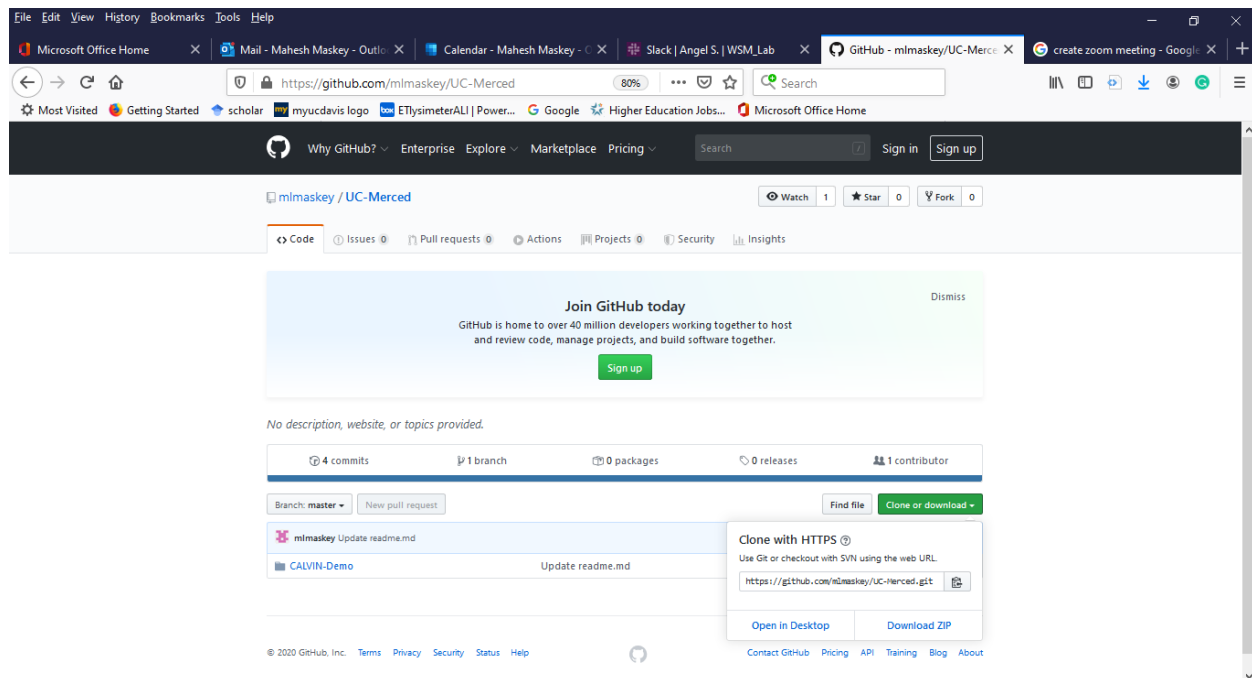 File Edit View History Bookmarks Tools Help
Microsoft Office Home Mail - Mahesh Maskey - Outlo Calendar - Mahesh Maskey - O Slack | Angel S. | WSM_Lab GitHub - mlmaskey/UC-Merce create zoom meeting - Google
https://github.com/mlmaskey/UC-Merced 80% Search
Most Visited Getting Started scholar myucdavis logo ETlysimeterALI | Power... Google Higher Education Jobs... Microsoft Office Home
Why GitHub? Enterprise Explore Marketplace Pricing Search / Sign in Sign up
mlmaskey / UC-Merced Watch 1 Star 0 Fork 0
Code Issues 0 Pull requests 0 Actions Projects 0 Security Insights
Dismiss
Join GitHub today
GitHub is home to over 40 million developers working together to host
and review code, manage projects, and build software together.
Sign up
No description, website, or topics provided.
4 commits 1 branch 0 packages 0 releases 1 contributor
Branch: master New pull request Find file Clone or download
mlmaskey Update readme.md
CALVIN-Demo Update readme.md
Clone with HTTPS
Use Git or checkout with SVN using the web URL.
https://github.com/mlmaskey/UC-Merced.git
Open in Desktop Download ZIP
© 2020 GitHub, Inc. Terms Privacy Security Status Help Contact GitHub Pricing API Training Blog About